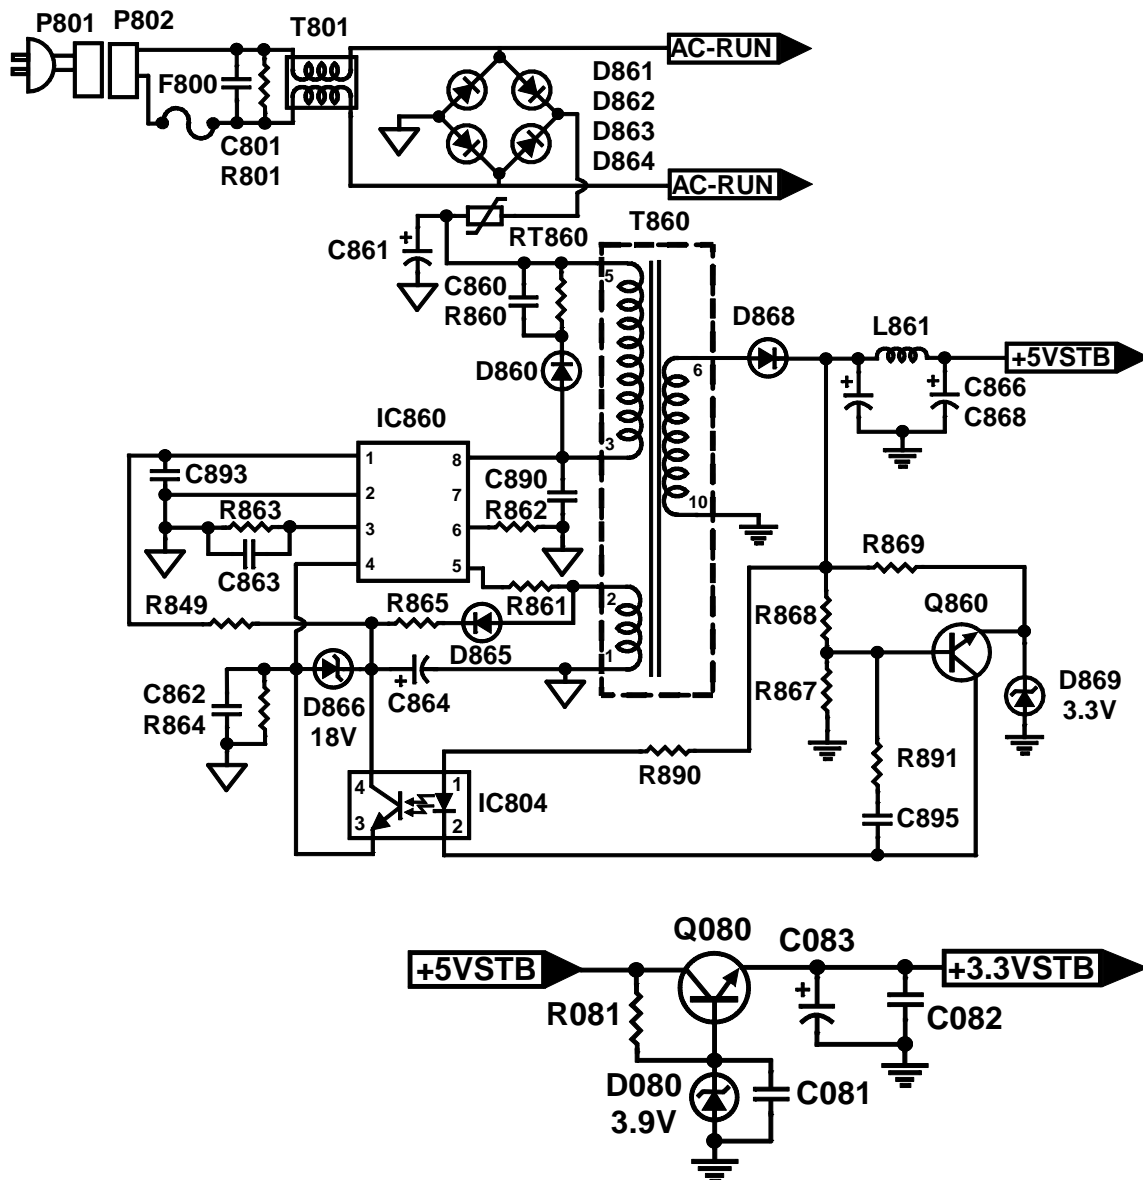 P801
P802
T801
AC-RUN
F800
D861
D862
D863
D864
C801
R801
AC-RUN
T860
RT860
C861
5
C860
R860
D868
L861
6
+5VSTB
D860
C866
C868
IC860
3
1
8
C893
C890
2
7
10
R863
R862
3
6
R869
4
5
C863
R861
2
R849
R865
R868
Q860
D865
1
C862
R864
D866
18V
C864
R867
D869
3.3V
R890
R891
4
1
IC804
3
2
C895
Q080
C083
+5VSTB
+3.3VSTB
R081
C082
D080
3.9V
C081